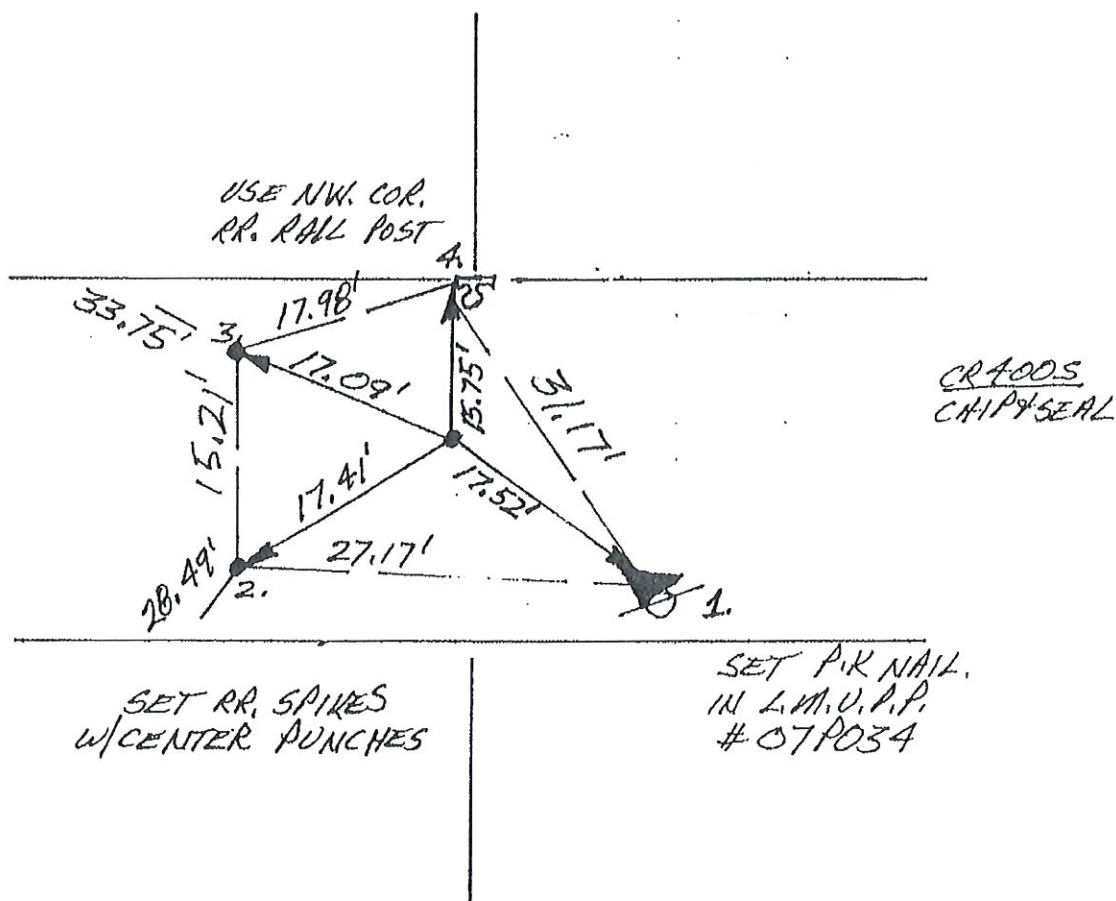 USE NW. COR.
RR. RAIL POST
4.
33.75'
17.98'
3.
17.09'
15.75'
31.17'
CR400S
CHIP & SEAL
15.21'
17.41'
17.52'
27.17'
28.49'
2.
1.
SET RR. SPIKES
W/CENTER PUNCHES
SET P.K NAIL.
IN L.M.U.P.P.
# 07P034